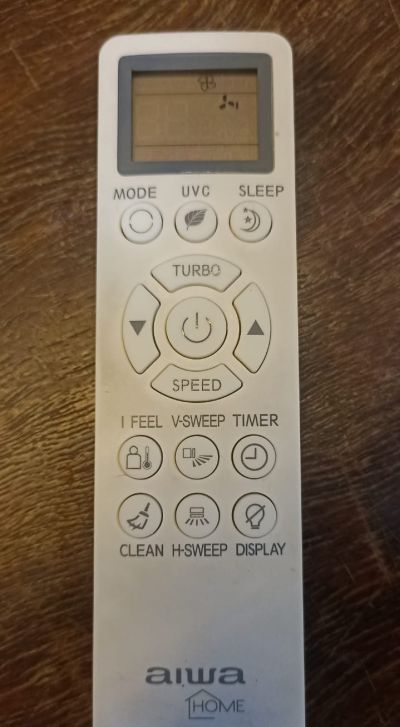 MODE UVC SLEEP
TURBO
SPEED
I FEEL V-SWEEP TIMER
CLEAN H-SWEEP DISPLAY
aiwa
HOME